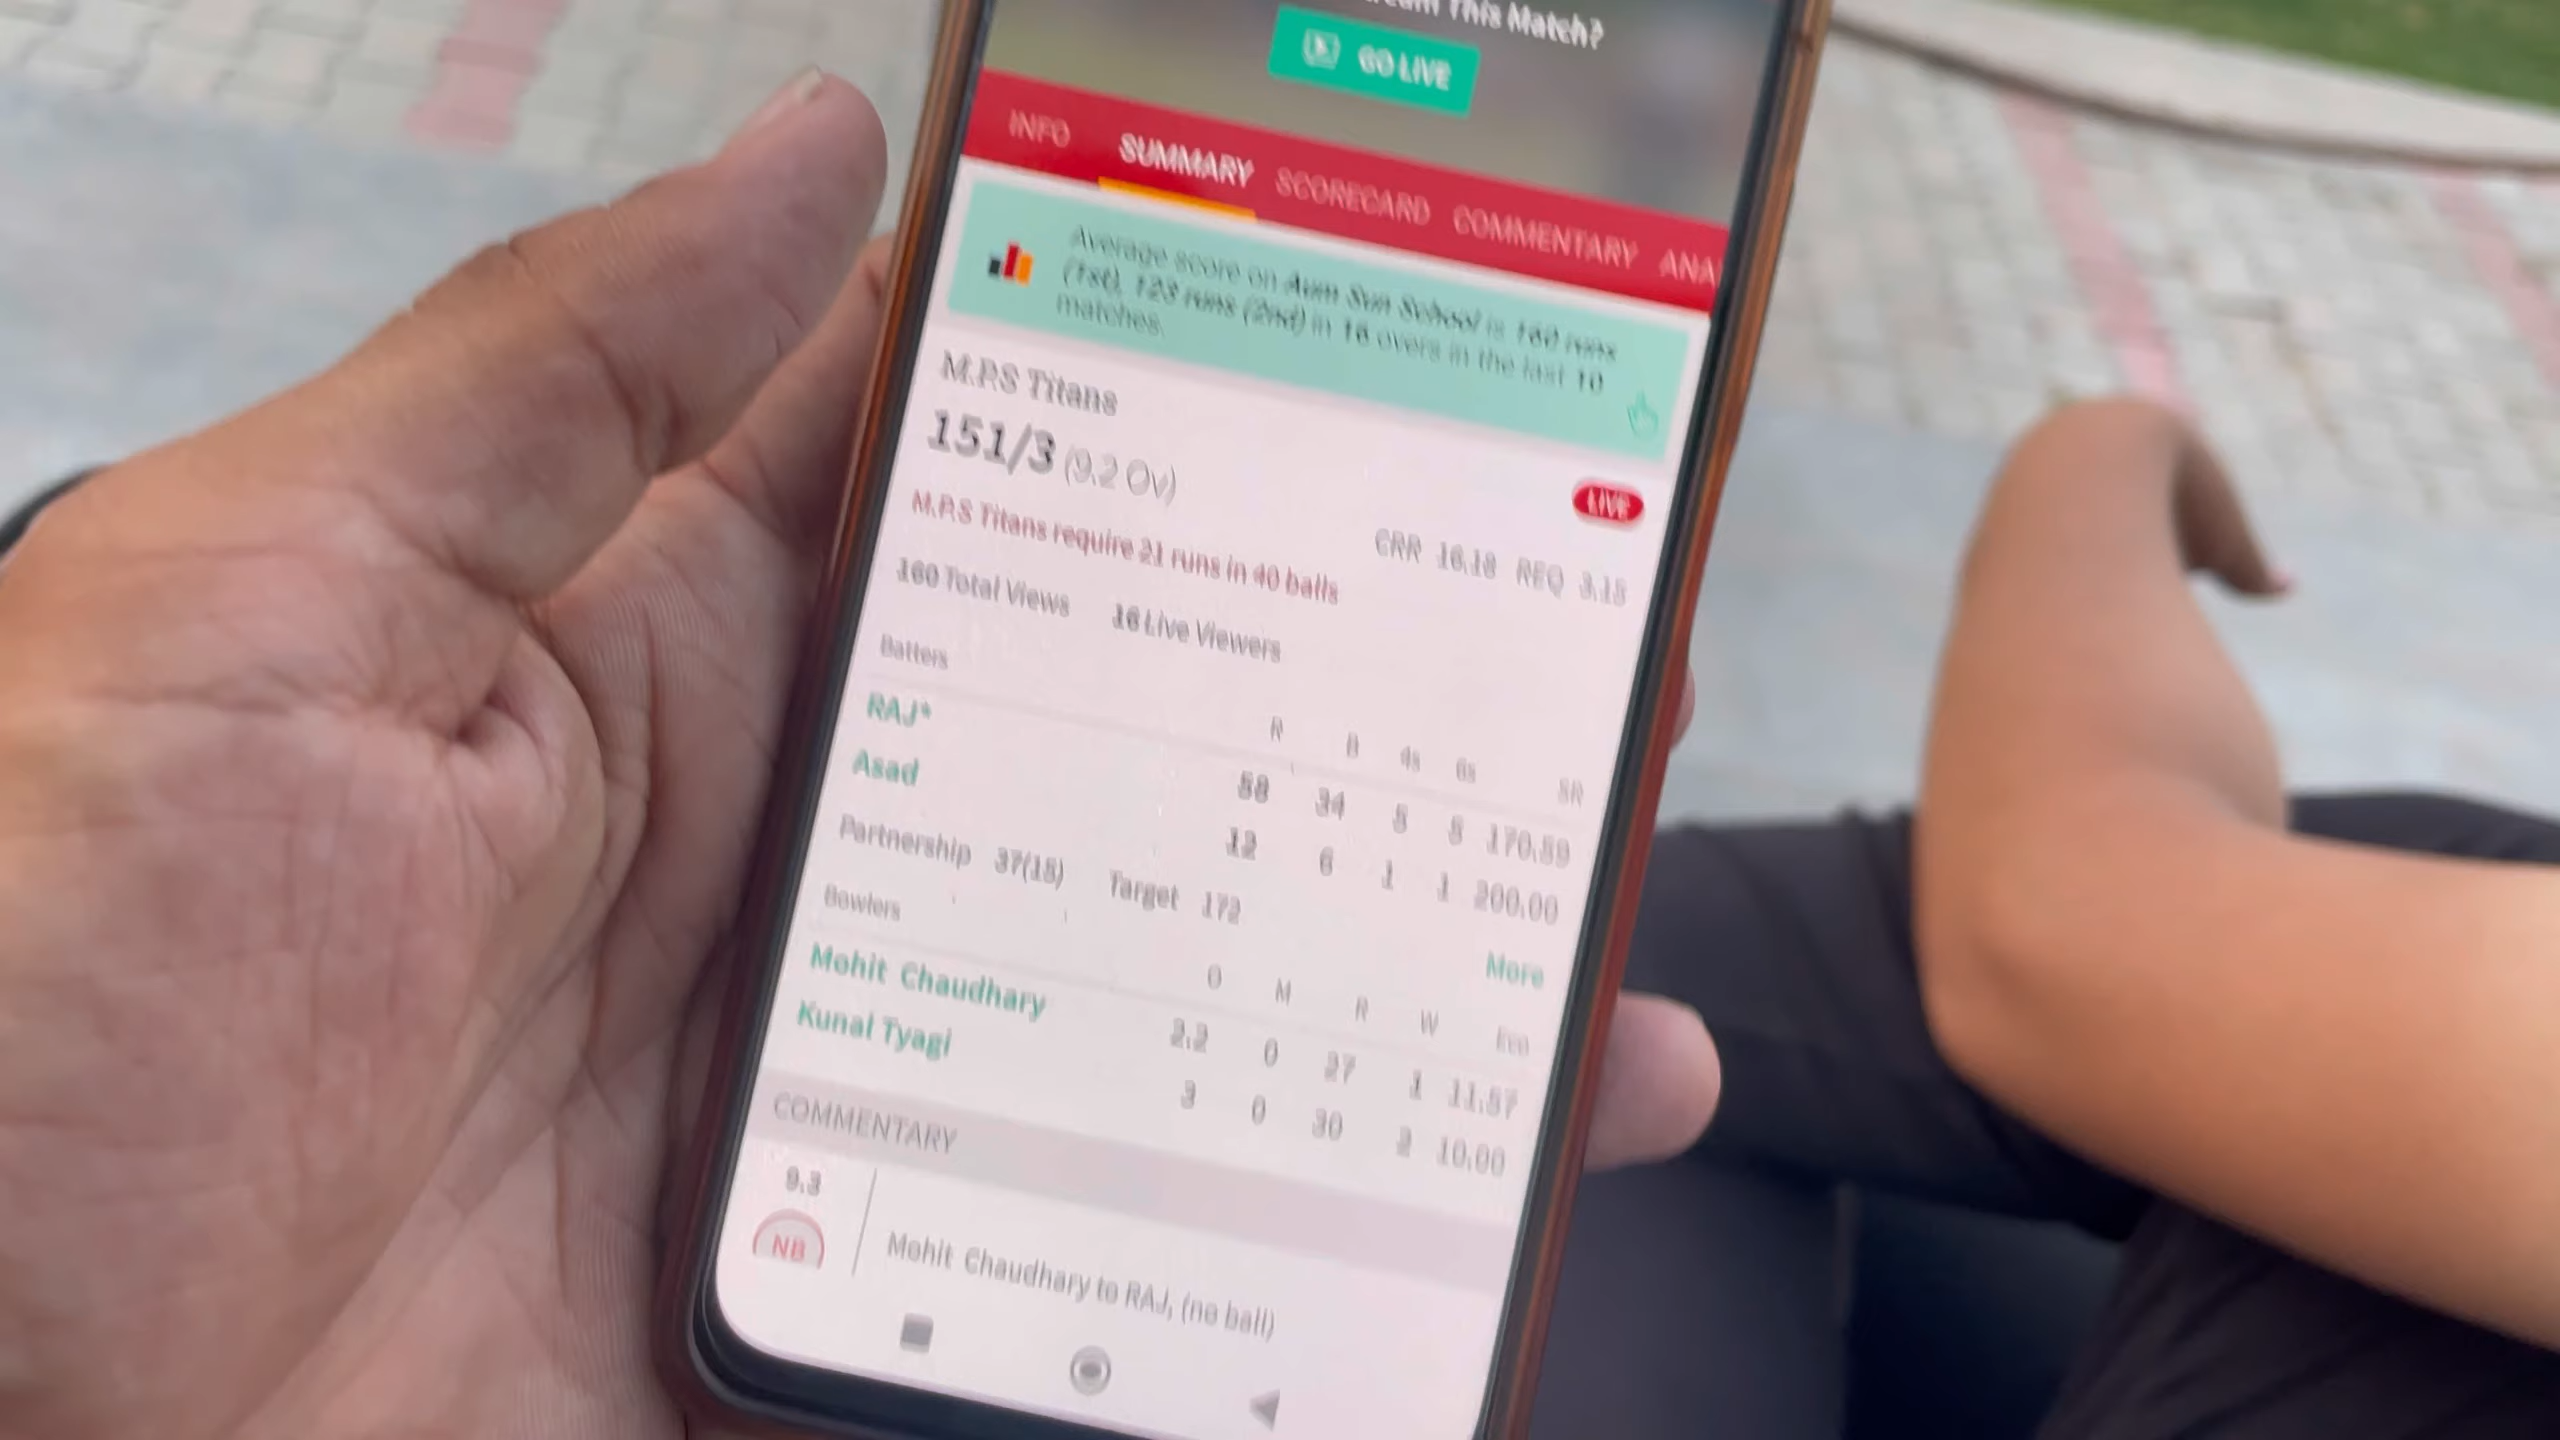 This Match?
GO LIVE
INFO SUMMARY SCORECARD COMMENTARY ANA
Average score on Aum Sun School is 160 runs
(1st), 123 runs (2nd) in 16 overs in the last 10
matches.
M.P.S Titans
151/3 (9.2 Ov)
LIVE
CRR 16.18 REQ 3.15
M.P.S Titans require 21 runs in 40 balls
160 Total Views 16 Live Viewers
Batters R B 4s 6s SR
RAJ* 58 34 5 5 170.59
Asad 12 6 1 1 200.00
Partnership 37(15) Target 172
More
Bowlers O M R W Eco
Mohit Chaudhary 2.2 0 27 1 11.57
Kunal Tyagi 3 0 30 2 10.00
COMMENTARY
9.3
NB
Mohit Chaudhary to RAJ, (no ball)